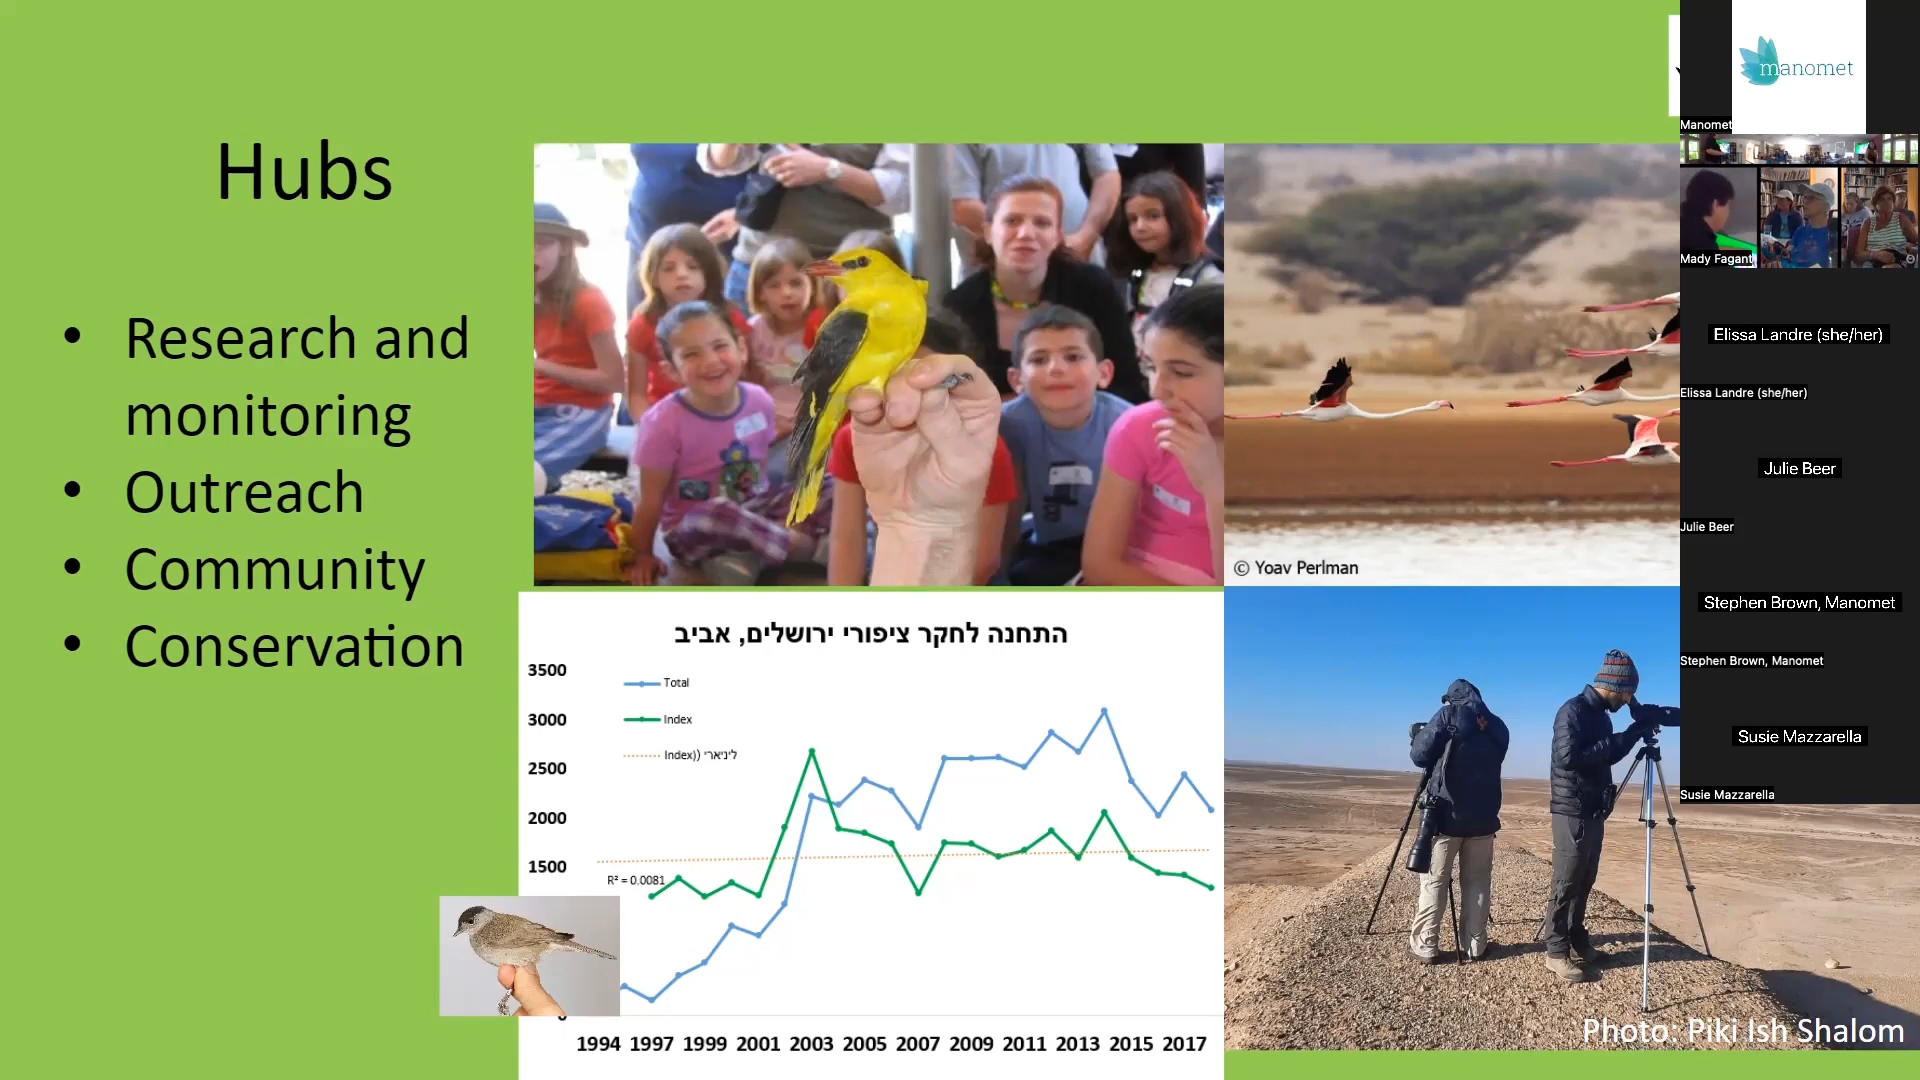 Hubs
• Research and
monitoring
• Outreach
• Community
• Conservation
© Yoav Perlman
התחנה לחקר ציפורי ירושלים, אביב
3500
3000
2500
2000
1500
Total
Index
Index)) ליניארי
R² = 0.0081
1994 1997 1999 2001 2003 2005 2007 2009 2011 2013 2015 2017
Photo: Piki Ish Shalom
manomet
Manomet
Mady Fagant
Elissa Landre (she/her)
Elissa Landre (she/her)
Julie Beer
Julie Beer
Stephen Brown, Manomet
Stephen Brown, Manomet
Susie Mazzarella
Susie Mazzarella